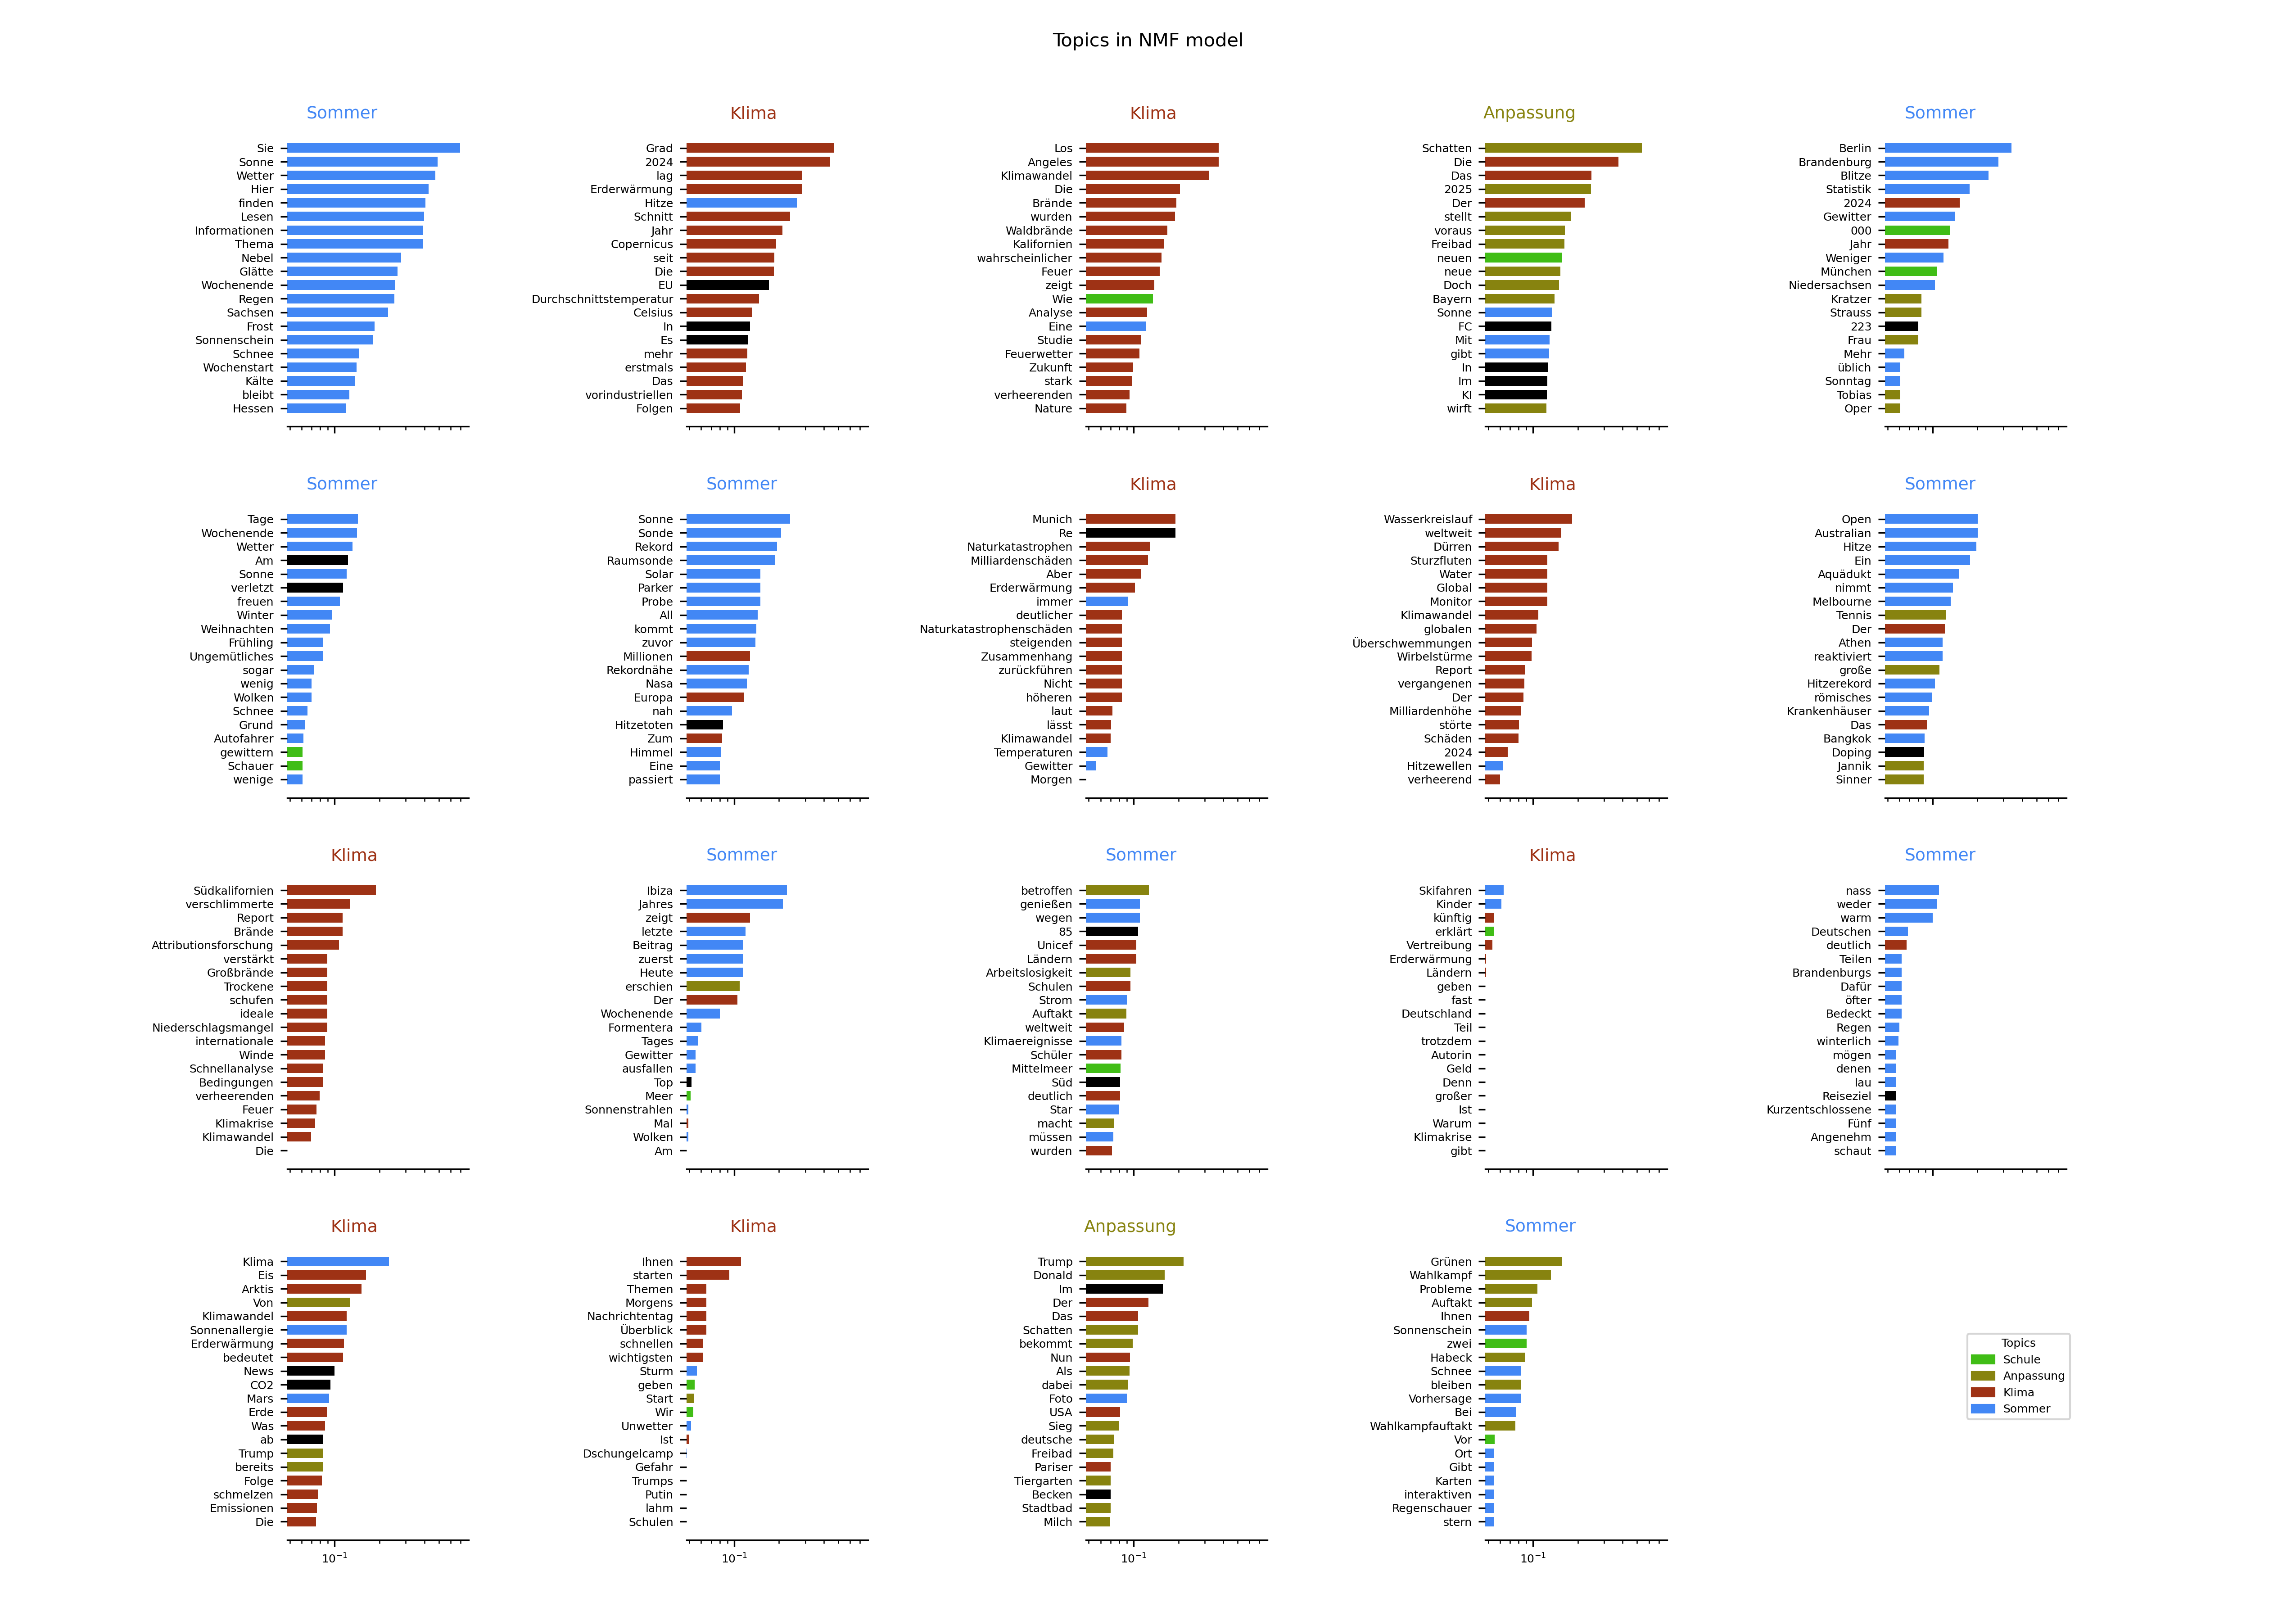 Topics in NMF model
Sommer
Sie
Sonne
Wetter
Hier
finden
Lesen
Informationen
Thema
Nebel
Glätte
Wochenende
Regen
Sachsen
Frost
Sonnenschein
Schnee
Wochenstart
Kälte
bleibt
Hessen
Klima
Grad
2024
lag
Erderwärmung
Hitze
Schnitt
Jahr
Copernicus
seit
Die
EU
Durchschnittstemperatur
Celsius
In
Es
mehr
erstmals
Das
vorindustriellen
Folgen
Klima
Los
Angeles
Klimawandel
Die
Brände
wurden
Waldbrände
Kalifornien
wahrscheinlicher
Feuer
zeigt
Wie
Analyse
Eine
Studie
Feuerwetter
Zukunft
stark
verheerenden
Nature
Anpassung
Schatten
Die
Das
2025
Der
stellt
voraus
Freibad
neuen
neue
Doch
Bayern
Sonne
FC
Mit
gibt
In
Im
KI
wirft
Sommer
Berlin
Brandenburg
Blitze
Statistik
2024
Gewitter
000
Jahr
Weniger
München
Niedersachsen
Kratzer
Strauss
223
Frau
Mehr
üblich
Sonntag
Tobias
Oper
Sommer
Tage
Wochenende
Wetter
Am
Sonne
verletzt
freuen
Winter
Weihnachten
Frühling
Ungemütliches
sogar
wenig
Wolken
Schnee
Grund
Autofahrer
gewittern
Schauer
wenige
Sommer
Sonne
Sonde
Rekord
Raumsonde
Solar
Parker
Probe
All
kommt
zuvor
Millionen
Rekordnähe
Nasa
Europa
nah
Hitzetoten
Zum
Himmel
Eine
passiert
Klima
Munich
Re
Naturkatastrophen
Milliardenschäden
Aber
Erderwärmung
immer
deutlicher
Naturkatastrophenschäden
steigenden
Zusammenhang
zurückführen
Nicht
höheren
laut
lässt
Klimawandel
Temperaturen
Gewitter
Morgen
Klima
Wasserkreislauf
weltweit
Dürren
Sturzfluten
Water
Global
Monitor
Klimawandel
globalen
Überschwemmungen
Wirbelstürme
Report
vergangenen
Der
Milliardenhöhe
störte
Schäden
2024
Hitzewellen
verheerend
Sommer
Open
Australian
Hitze
Ein
Aquädukt
nimmt
Melbourne
Tennis
Der
Athen
reaktiviert
große
Hitzerekord
römisches
Krankenhäuser
Das
Bangkok
Doping
Jannik
Sinner
Klima
Südkalifornien
verschlimmerte
Report
Brände
Attributionsforschung
verstärkt
Großbrände
Trockene
schufen
ideale
Niederschlagsmangel
internationale
Winde
Schnellanalyse
Bedingungen
verheerenden
Feuer
Klimakrise
Klimawandel
Die
Sommer
Ibiza
Jahres
zeigt
letzte
Beitrag
zuerst
Heute
erschien
Der
Wochenende
Formentera
Tages
Gewitter
ausfallen
Top
Meer
Sonnenstrahlen
Mal
Wolken
Am
Sommer
betroffen
genießen
wegen
85
Unicef
Ländern
Arbeitslosigkeit
Schulen
Strom
Auftakt
weltweit
Klimaereignisse
Schüler
Mittelmeer
Süd
deutlich
Star
macht
müssen
wurden
Klima
Skifahren
Kinder
künftig
erklärt
Vertreibung
Erderwärmung
Ländern
geben
fast
Deutschland
Teil
trotzdem
Autorin
Geld
Denn
großer
Ist
Warum
Klimakrise
gibt
Sommer
nass
weder
warm
Deutschen
deutlich
Teilen
Brandenburgs
Dafür
öfter
Bedeckt
Regen
winterlich
mögen
denen
lau
Reiseziel
Kurzentschlossene
Fünf
Angenehm
schaut
Klima
Klima
Eis
Arktis
Von
Klimawandel
Sonnenallergie
Erderwärmung
bedeutet
News
CO2
Mars
Erde
Was
ab
Trump
bereits
Folge
schmelzen
Emissionen
Die
10⁻¹
Klima
Ihnen
starten
Themen
Morgens
Nachrichtentag
Überblick
schnellen
wichtigsten
Sturm
geben
Start
Wir
Unwetter
Ist
Dschungelcamp
Gefahr
Trumps
Putin
lahm
Schulen
10⁻¹
Anpassung
Trump
Donald
Im
Der
Das
Schatten
bekommt
Nun
Als
dabei
Foto
USA
Sieg
deutsche
Freibad
Pariser
Tiergarten
Becken
Stadtbad
Milch
10⁻¹
Sommer
Grünen
Wahlkampf
Probleme
Auftakt
Ihnen
Sonnenschein
zwei
Habeck
Schnee
bleiben
Vorhersage
Bei
Wahlkampfauftakt
Vor
Ort
Gibt
Karten
interaktiven
Regenschauer
stern
10⁻¹
Topics
Schule
Anpassung
Klima
Sommer